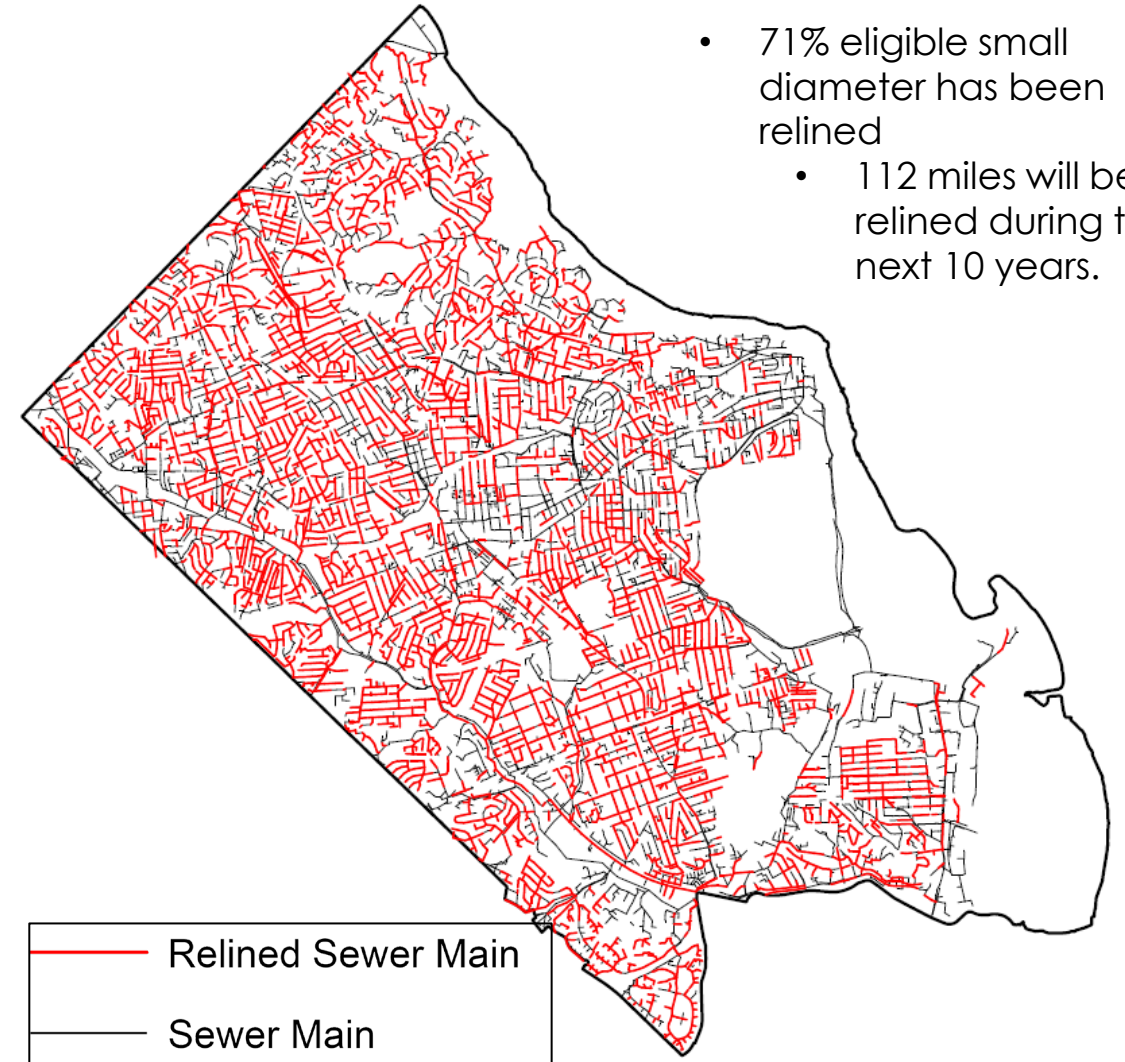 • 71% eligible small
diameter has been
relined
• 112 miles will be
relined during t
next 10 years.
Relined Sewer Main
Sewer Main